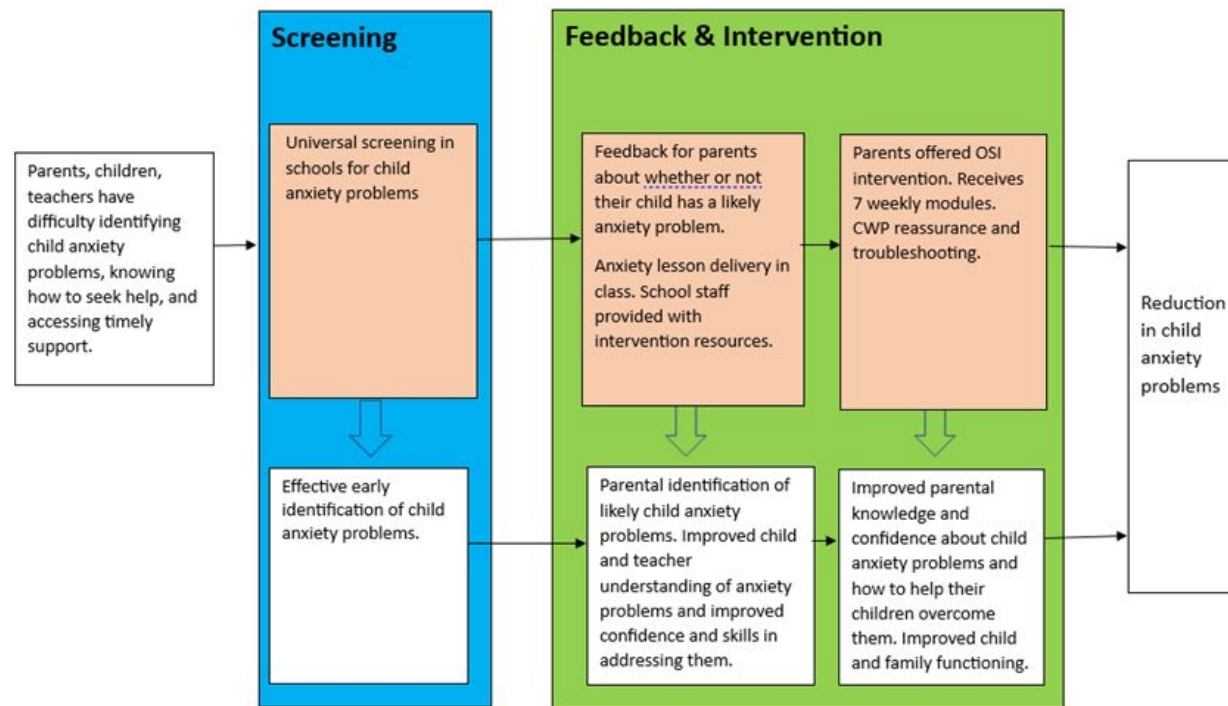 Screening
Feedback & Intervention
Parents, children,
teachers have
difficulty identifying
child anxiety
problems, knowing
how to seek help, and
accessing timely
support.
Universal screening in
schools for child
anxiety problems
Feedback for parents
about whether or not
their child has a likely
anxiety problem.
Anxiety lesson delivery in
class. School staff
provided with
intervention resources.
Parents offered OSI
intervention. Receives
7 weekly modules.
CWP reassurance and
troubleshooting.
Reduction
in child
anxiety
problems
Effective early
identification of child
anxiety problems.
Parental identification of
likely child anxiety
problems. Improved child
and teacher
understanding of anxiety
problems and improved
confidence and skills in
addressing them.
Improved parental
knowledge and
confidence about child
anxiety problems and
how to help their
children overcome
them. Improved child
and family functioning.